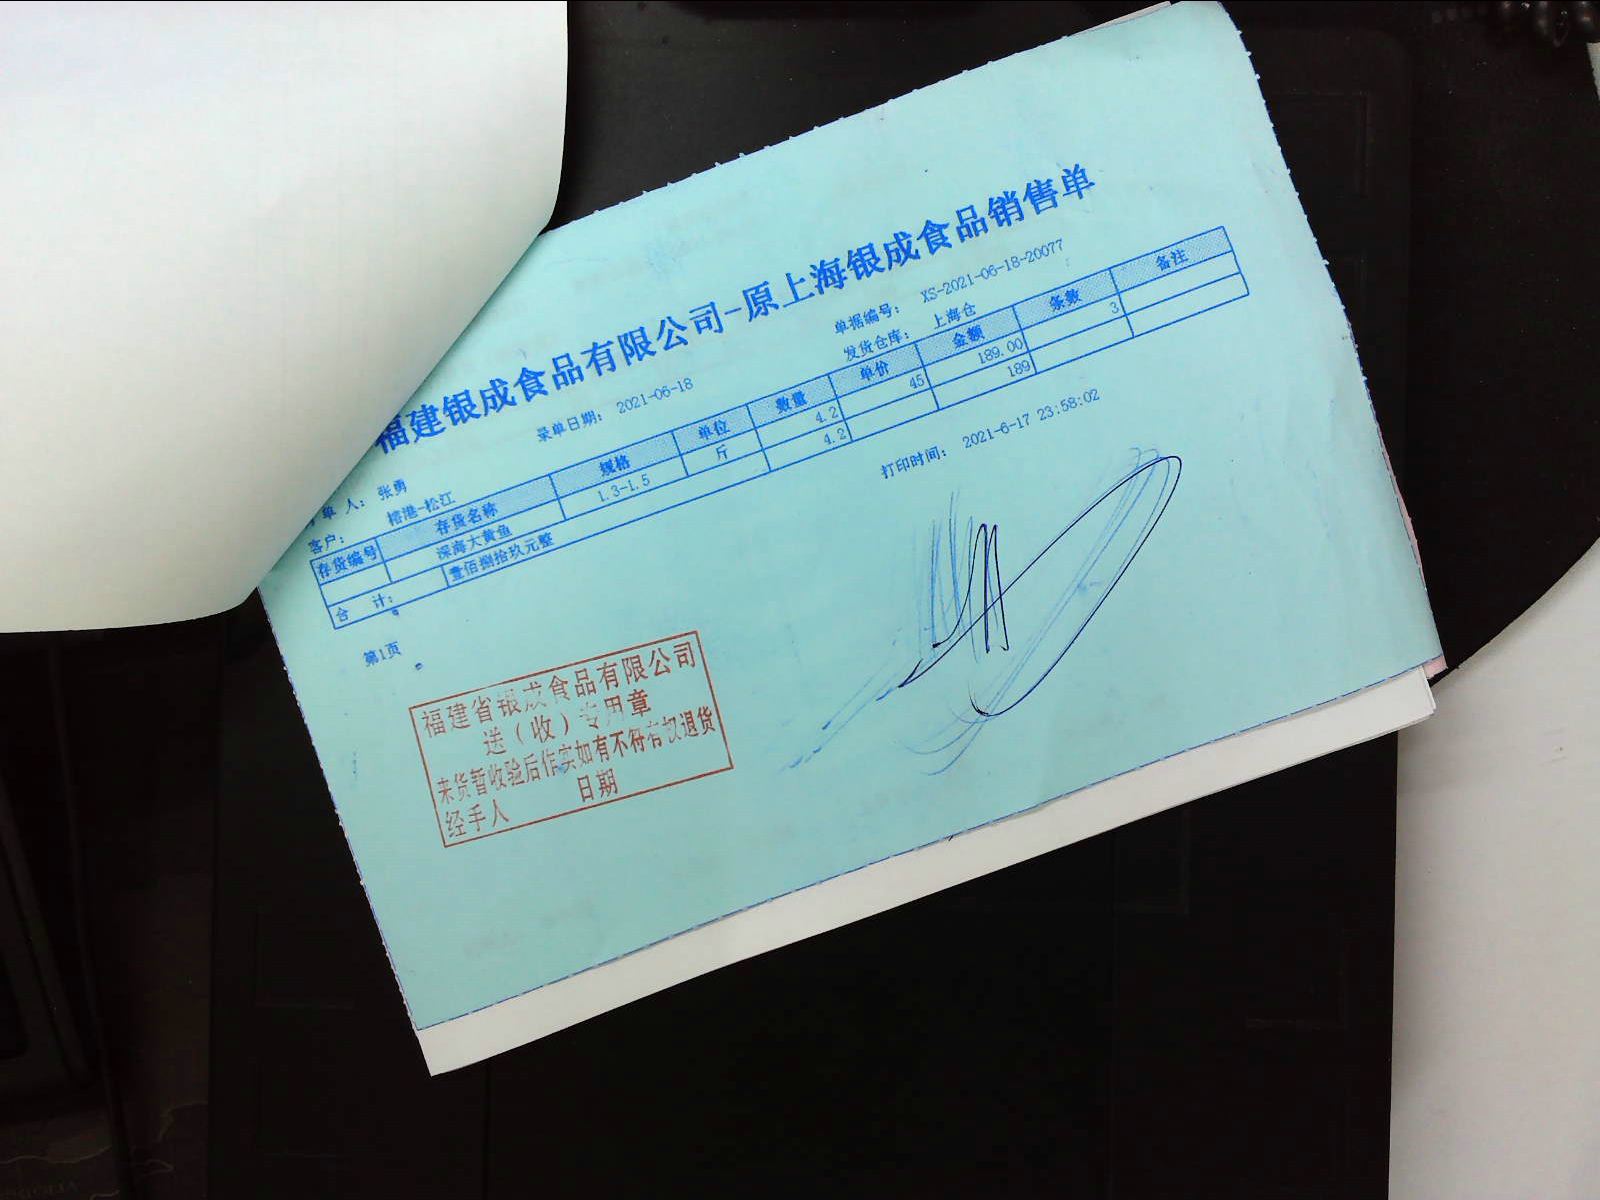 福建银成食品有限公司-原上海银成食品销售单
单据编号： XS-2021-06-18-20077
录单日期： 2021-06-18
发货仓库： 上海仓
单 人： 张勇
客户： 榕港-松江
存货编号 存货名称 规格 单位 数量 单价 金额 条数 备注
深海大黄鱼 1.3-1.5 斤 4.2 45 189.00 3
合 计： 壹佰捌拾玖元整 4.2 189
第1页
打印时间： 2021-6-17 23:58:02
福建省银成食品有限公司
送（收）专用章
来货暂收验后作实如有不符有权退货
经手人 日期